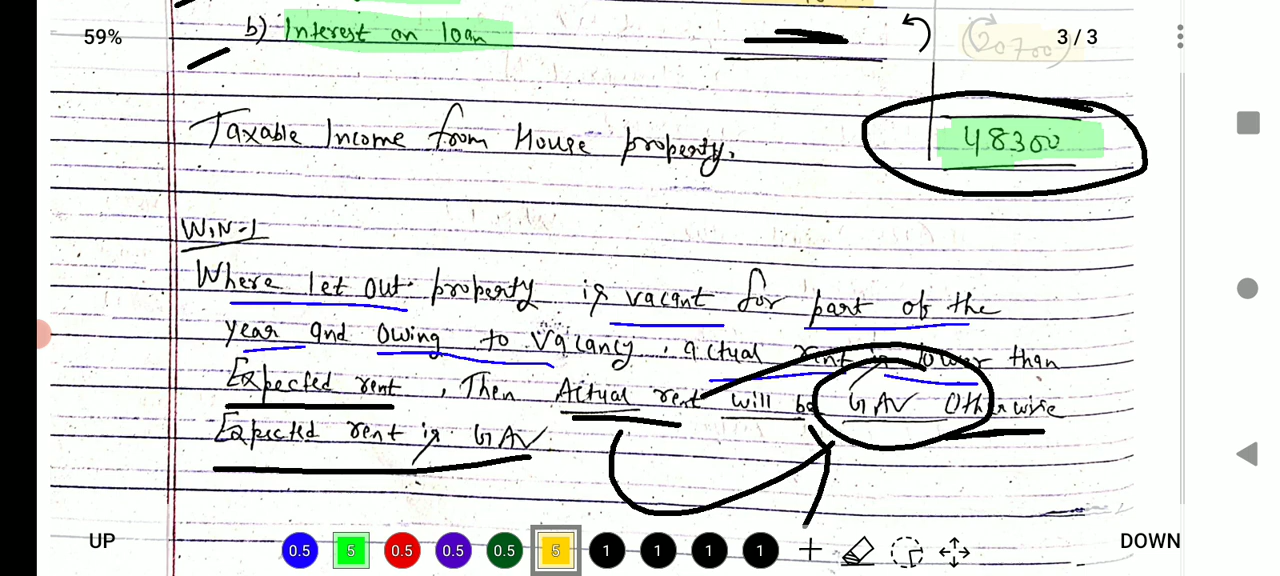 59%
b) Interest on loan
3 / 3
(20700)
Taxable Income from House property.
48300
W.N-1
Where let out property is vacant for part of the
year and owing to vacancy, actual rent is lower than
Expected rent, Then Actual rent will be GAV Otherwise
Expected rent is GAV
UP
0.5 5 0.5 0.5 0.5 5 1 1 1 1
DOWN